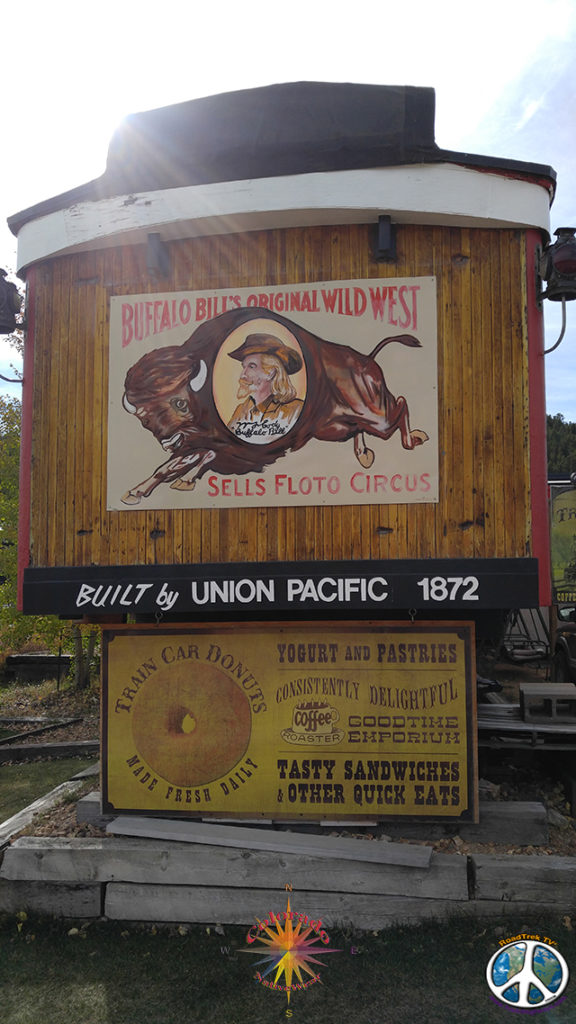 BUFFALO BILL'S ORIGINAL WILD WEST
"Buffalo Bill"
SELLS FLOTO CIRCUS
BUILT by UNION PACIFIC 1872
TRAIN CAR DONUTS
MADE FRESH DAILY
YOGURT AND PASTRIES
CONSISTENTLY DELIGHTFUL
coffee
ROASTER
GOODTIME
EMPORIUM
TASTY SANDWICHES
& OTHER QUICK EATS
N
W
E
S
Colorado
RoadTrek TV